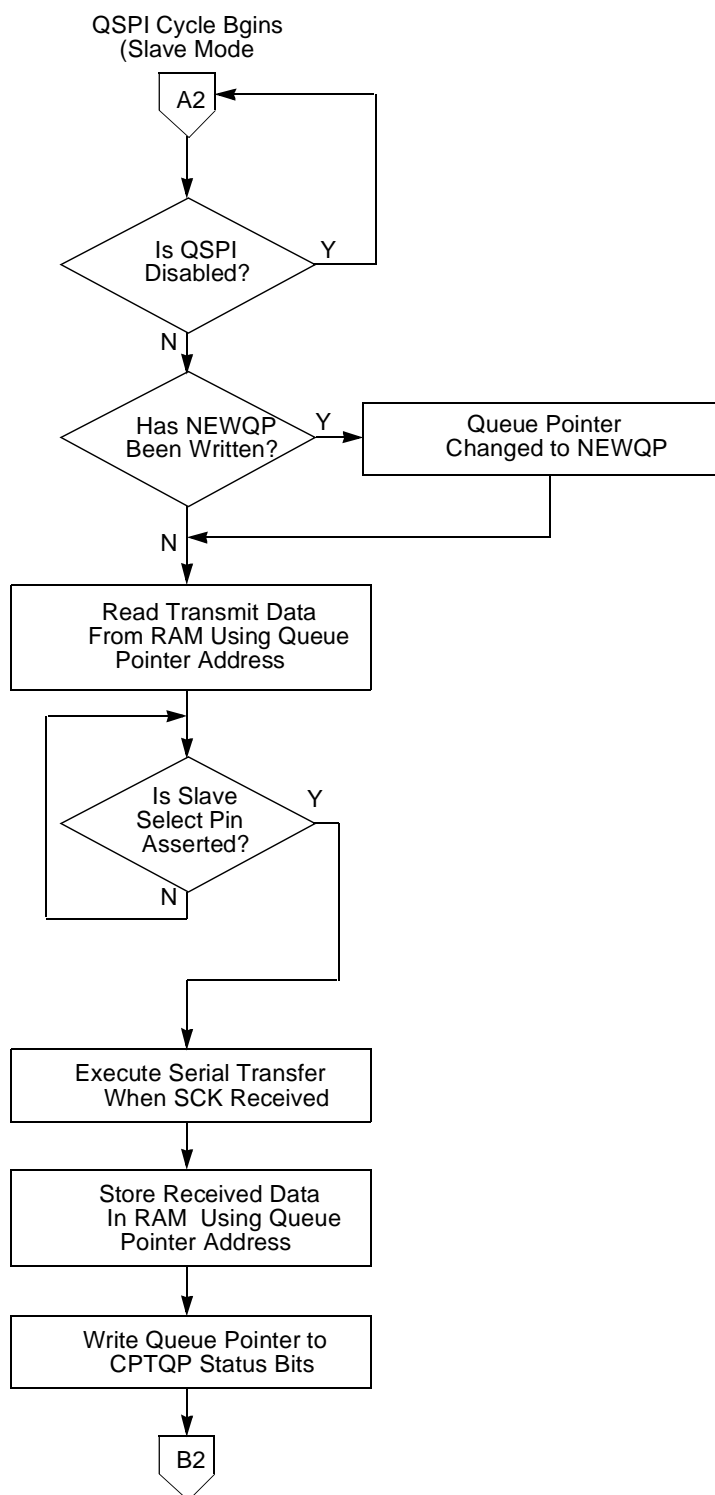 QSPI Cycle Bgins
(Slave Mode
A2
Is QSPI
Disabled?
Y
N
Has NEWQP
Been Written?
Y
Queue Pointer
Changed to NEWQP
N
Read Transmit Data
From RAM Using Queue
Pointer Address
Is Slave
Select Pin
Asserted?
Y
N
Execute Serial Transfer
When SCK Received
Store Received Data
In RAM Using Queue
Pointer Address
Write Queue Pointer to
CPTQP Status Bits
B2